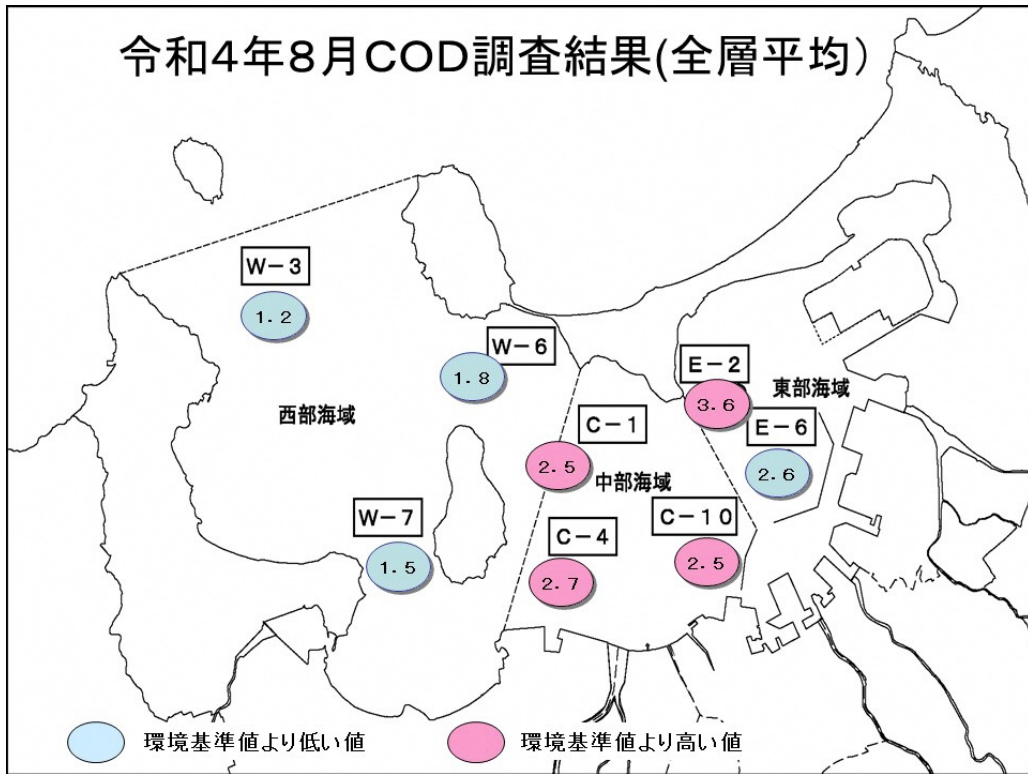 令和4年8月COD調査結果(全層平均)
W-3
1.2
W-6
1.8
E-2
3.6
東部海域
西部海域
C-1
2.5
E-6
2.6
中部海域
W-7
1.5
C-4
2.7
C-10
2.5
環境基準値より低い値
環境基準値より高い値